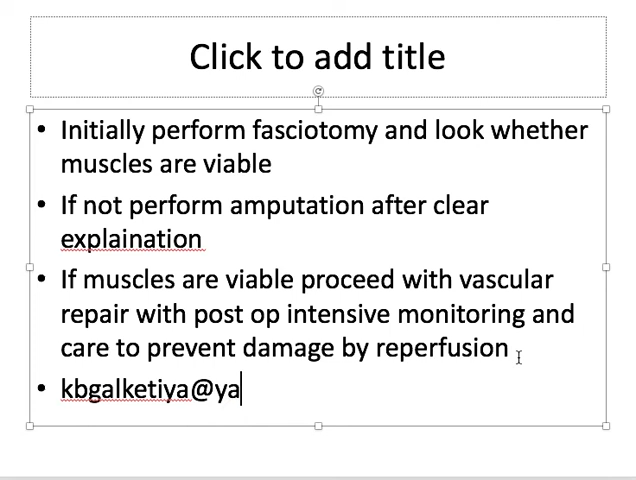 Click to add title
• Initially perform fasciotomy and look whether
muscles are viable
• If not perform amputation after clear
explaination
• If muscles are viable proceed with vascular
repair with post op intensive monitoring and
care to prevent damage by reperfusion
• kbgalketiya@ya